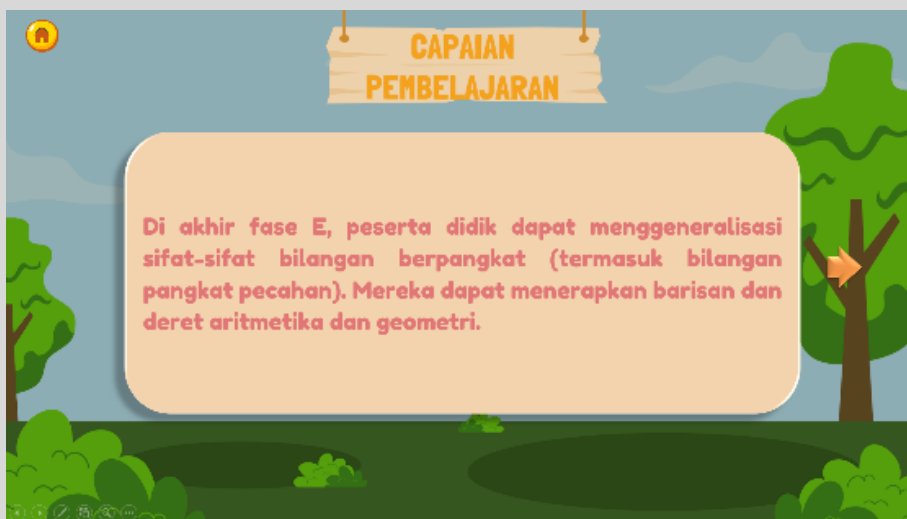 CAPAIAN
PEMBELAJARAN
Di akhir fase E, peserta didik dapat menggeneralisasi
sifat-sifat bilangan berpangkat (termasuk bilangan
pangkat pecahan). Mereka dapat menerapkan barisan dan
deret aritmetika dan geometri.